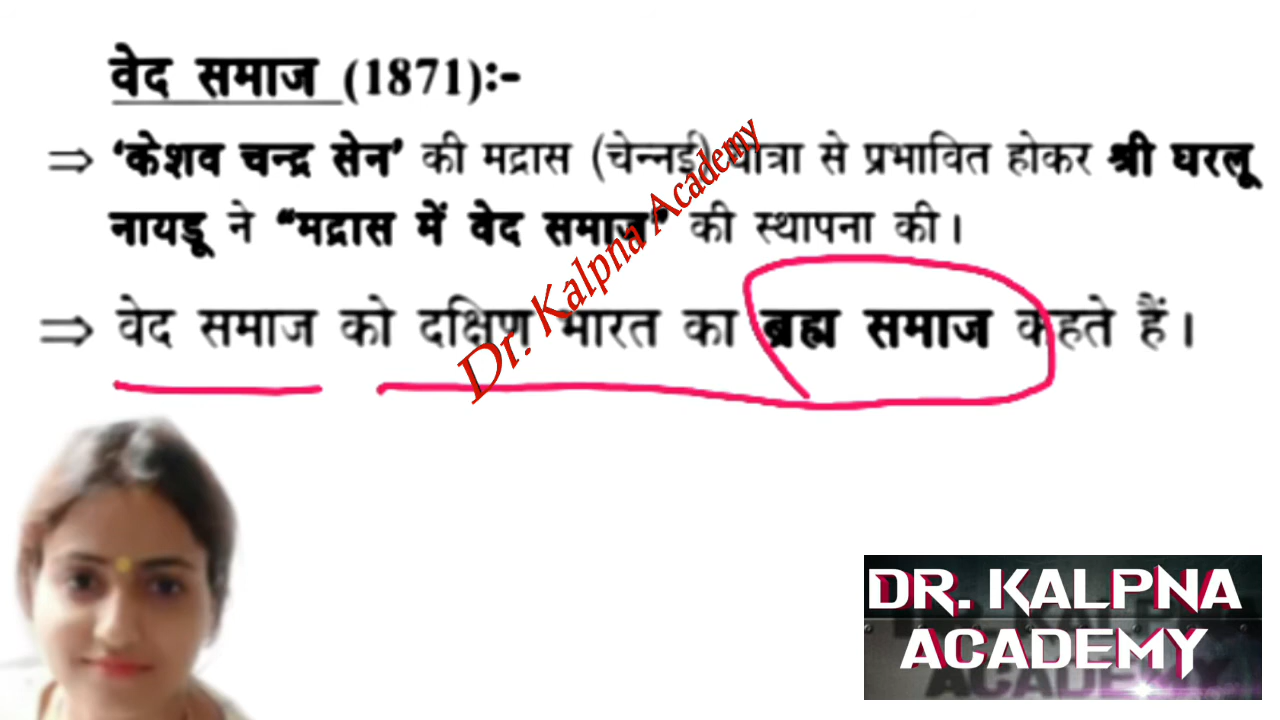 वेद समाज (1871):-
⇒ ‘केशव चन्द्र सेन’ की मद्रास (चेन्नई) यात्रा से प्रभावित होकर श्री घरलू
नायडू ने “मद्रास में वेद समाज” की स्थापना की।
⇒ वेद समाज को दक्षिण भारत का ब्रह्म समाज कहते हैं।
Dr. Kalpna Academy
DR. KALPNA
ACADEMY